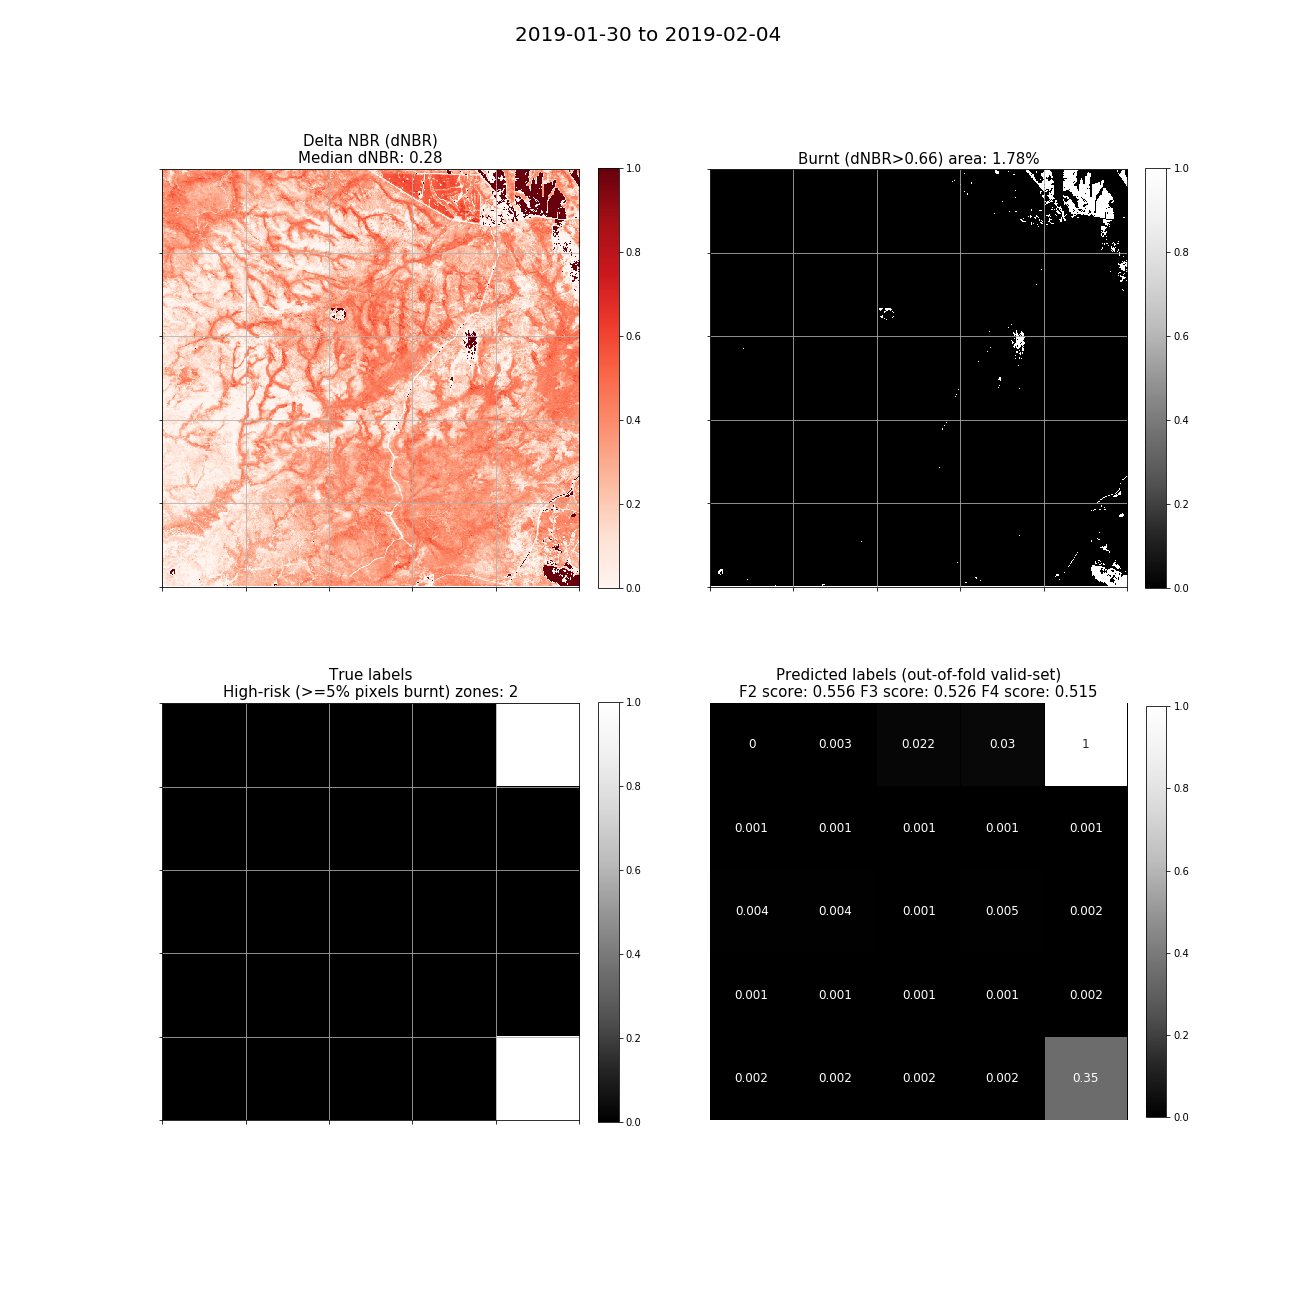 2019-01-30 to 2019-02-04
Delta NBR (dNBR)
Median dNBR: 0.28
1.0
0.8
0.6
0.4
0.2
0.0
Burnt (dNBR>0.66) area: 1.78%
1.0
0.8
0.6
0.4
0.2
0.0
True labels
High-risk (>=5% pixels burnt) zones: 2
1.0
0.8
0.6
0.4
0.2
0.0
Predicted labels (out-of-fold valid-set)
F2 score: 0.556 F3 score: 0.526 F4 score: 0.515
0 0.003 0.022 0.03 1
0.001 0.001 0.001 0.001 0.001
0.004 0.004 0.001 0.005 0.002
0.001 0.001 0.001 0.001 0.002
0.002 0.002 0.002 0.002 0.35
1.0
0.8
0.6
0.4
0.2
0.0